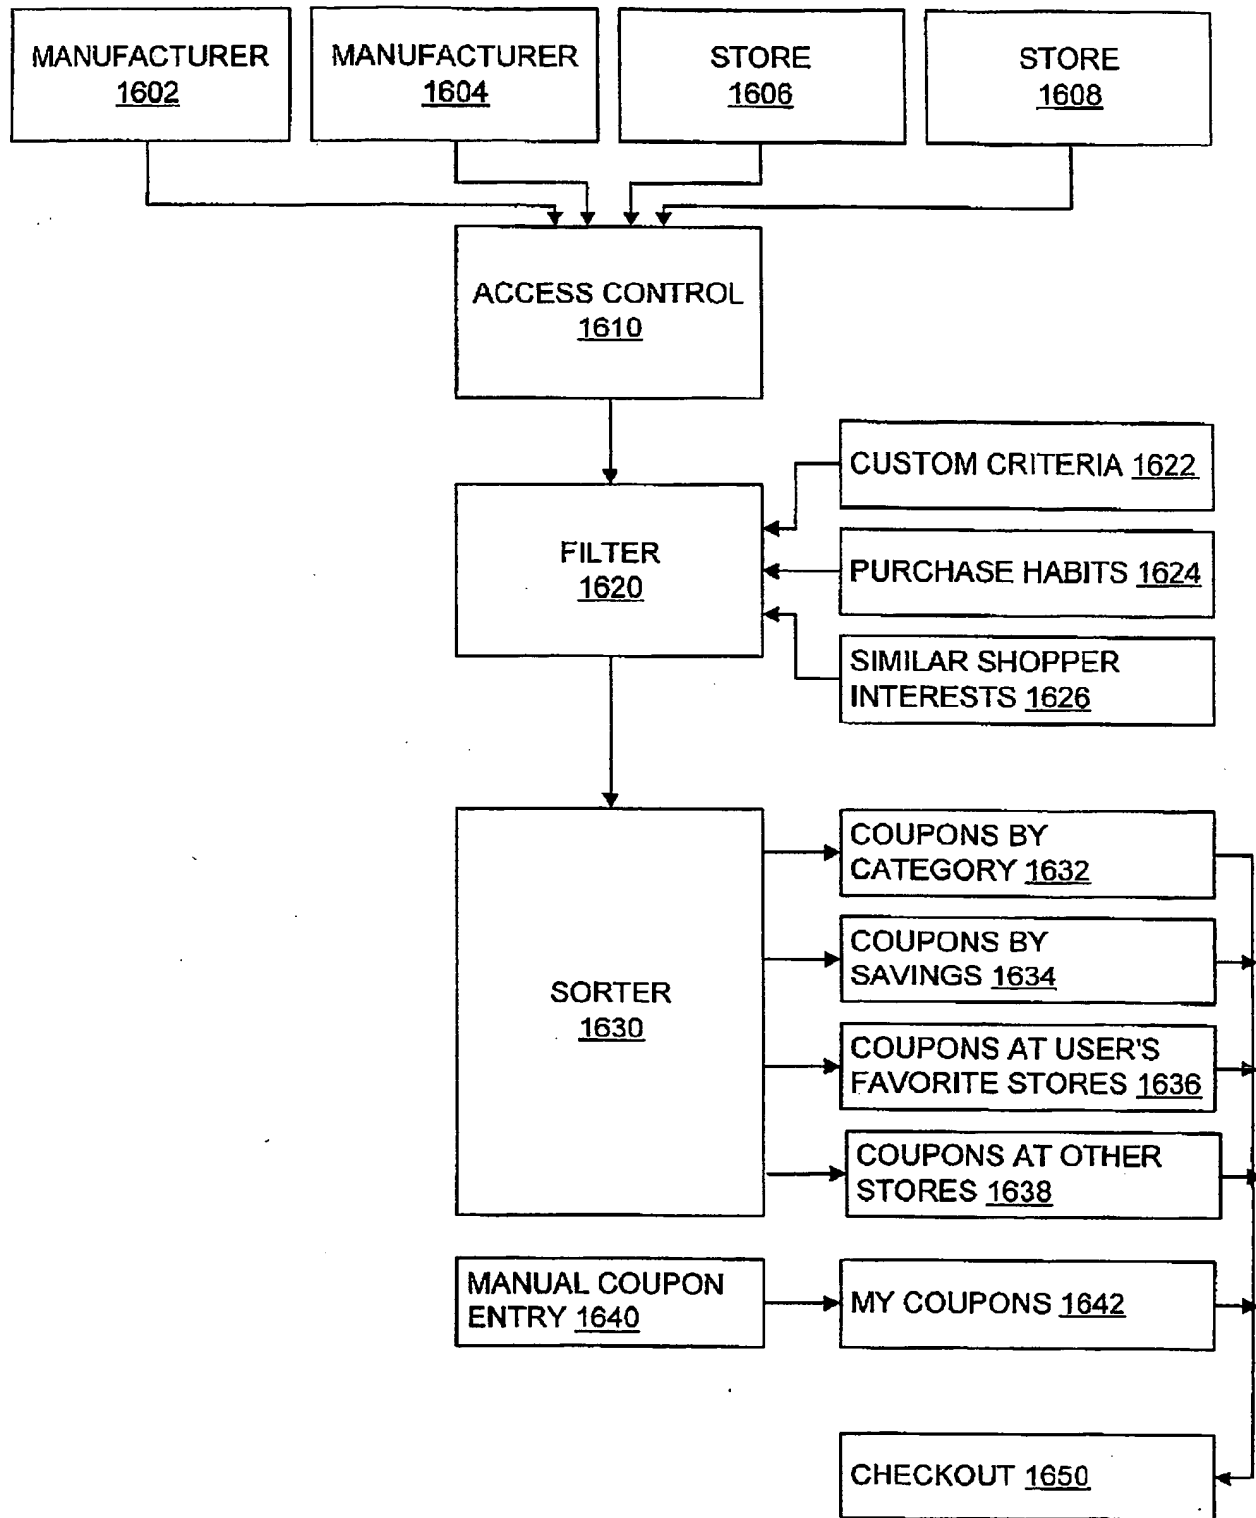 MANUFACTURER
1602
MANUFACTURER
1604
STORE
1606
STORE
1608
ACCESS CONTROL
1610
CUSTOM CRITERIA 1622
FILTER
1620
PURCHASE HABITS 1624
SIMILAR SHOPPER
INTERESTS 1626
COUPONS BY
CATEGORY 1632
COUPONS BY
SAVINGS 1634
SORTER
1630
COUPONS AT USER'S
FAVORITE STORES 1636
COUPONS AT OTHER
STORES 1638
MANUAL COUPON
ENTRY 1640
MY COUPONS 1642
CHECKOUT 1650